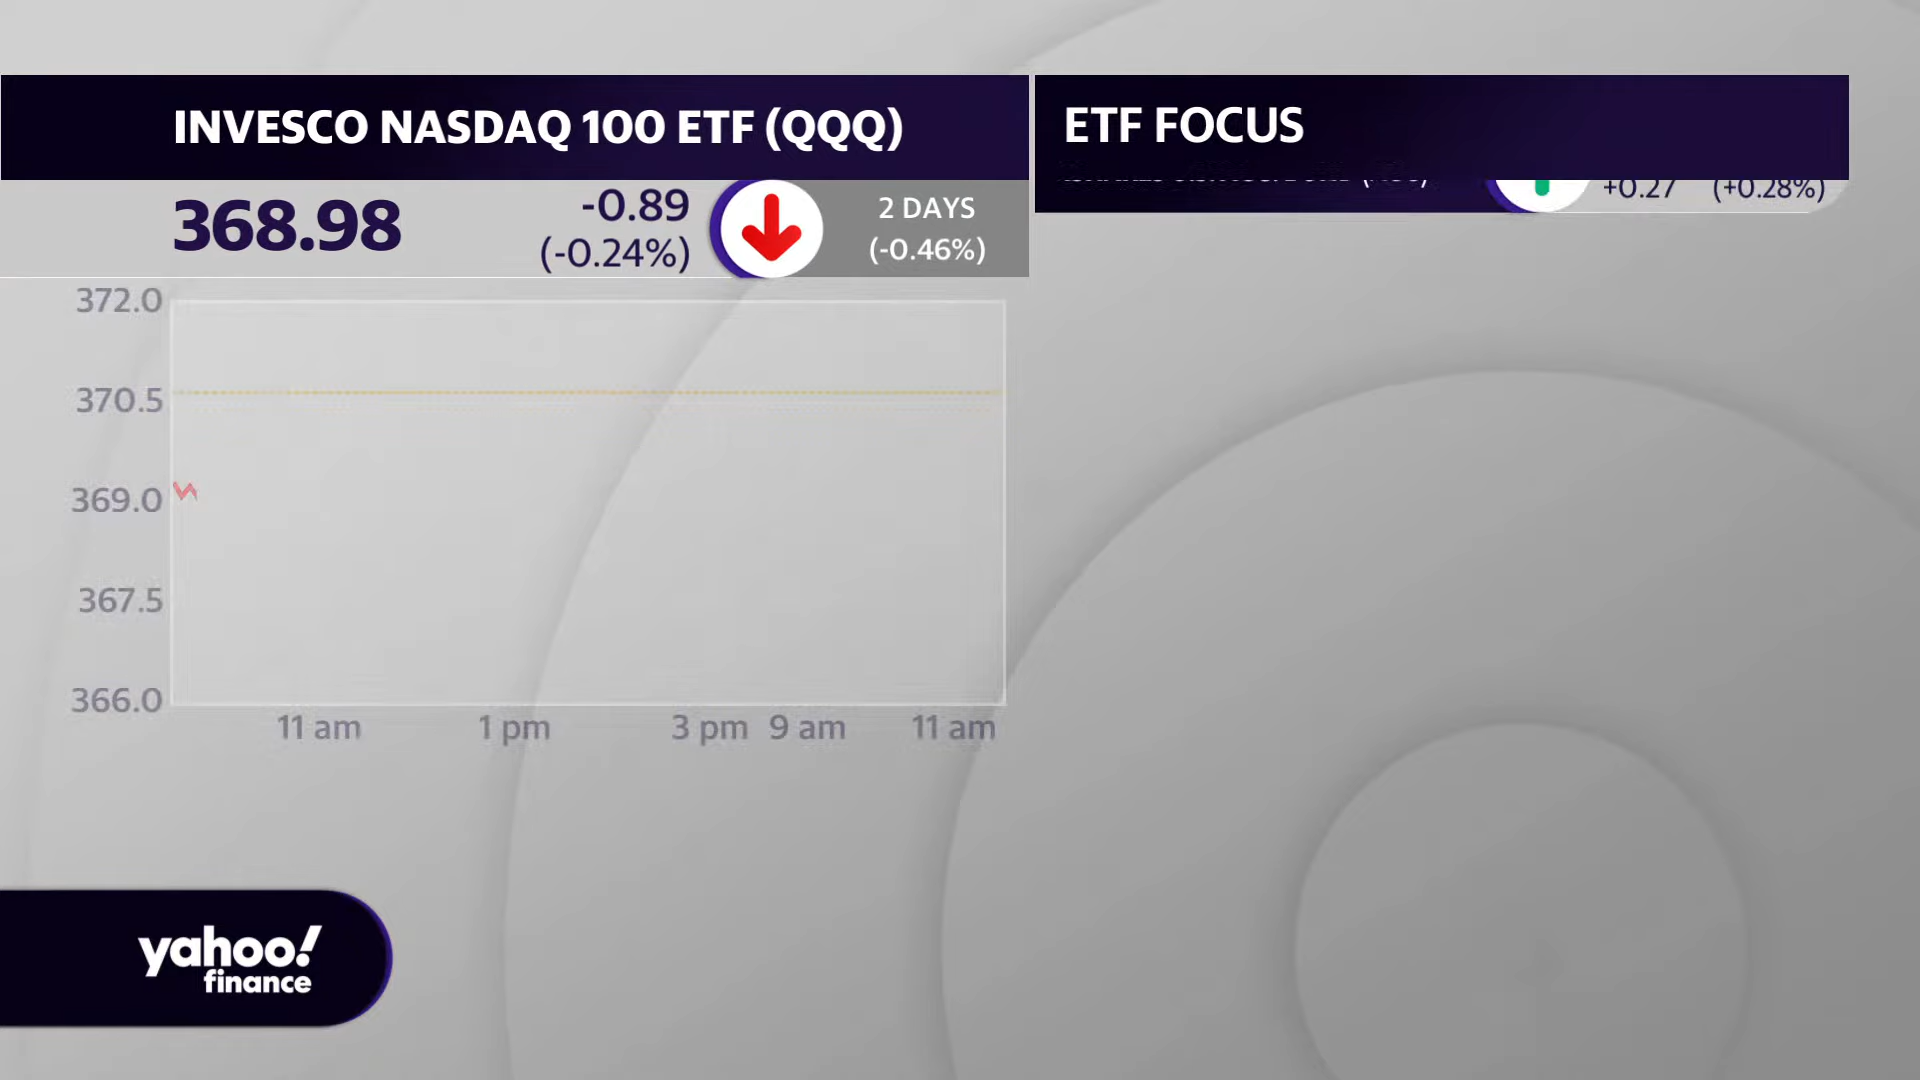 INVESCO NASDAQ 100 ETF (QQQ)
368.98
-0.89
(-0.24%)
2 DAYS
(-0.46%)
372.0
370.5
369.0
367.5
366.0
11 am
1 pm
3 pm
9 am
11 am
ETF FOCUS
+0.27
(+0.28%)
yahoo!
finance